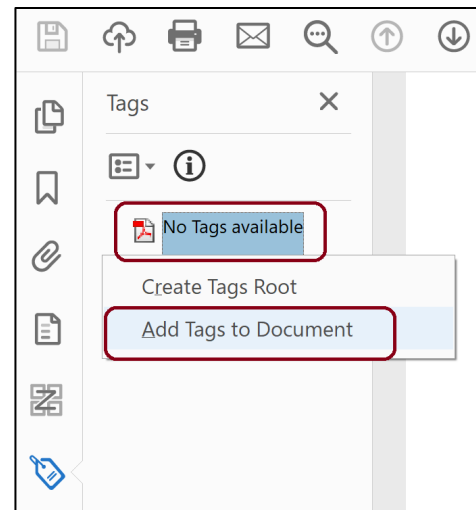 Tags
No Tags available
Create Tags Root
Add Tags to Document